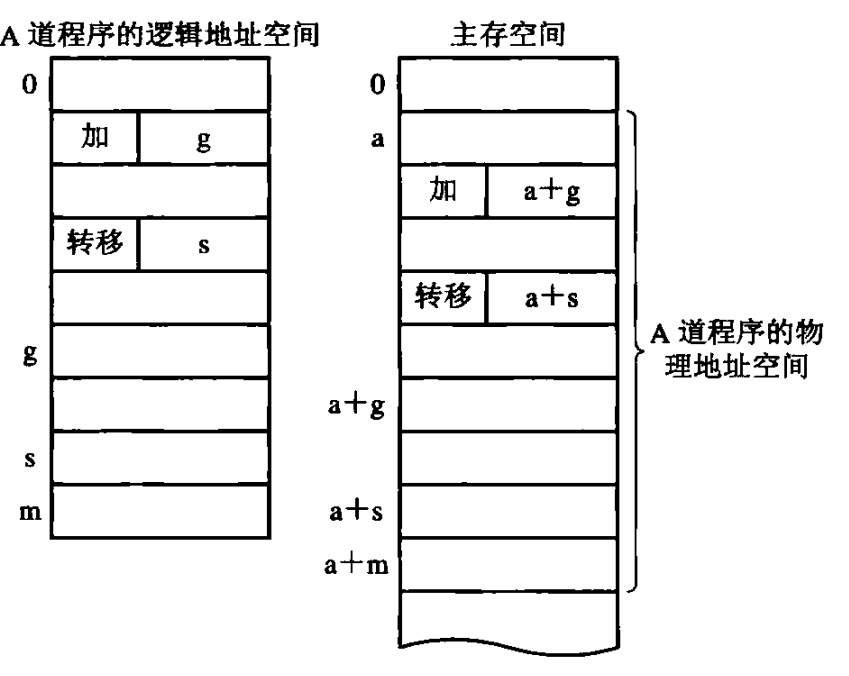 A 道程序的逻辑地址空间
0
加 g
转移 s
g
s
m
主存空间
0
a
加 a+g
转移 a+s
a+g
a+s
a+m
A 道程序的物
理地址空间